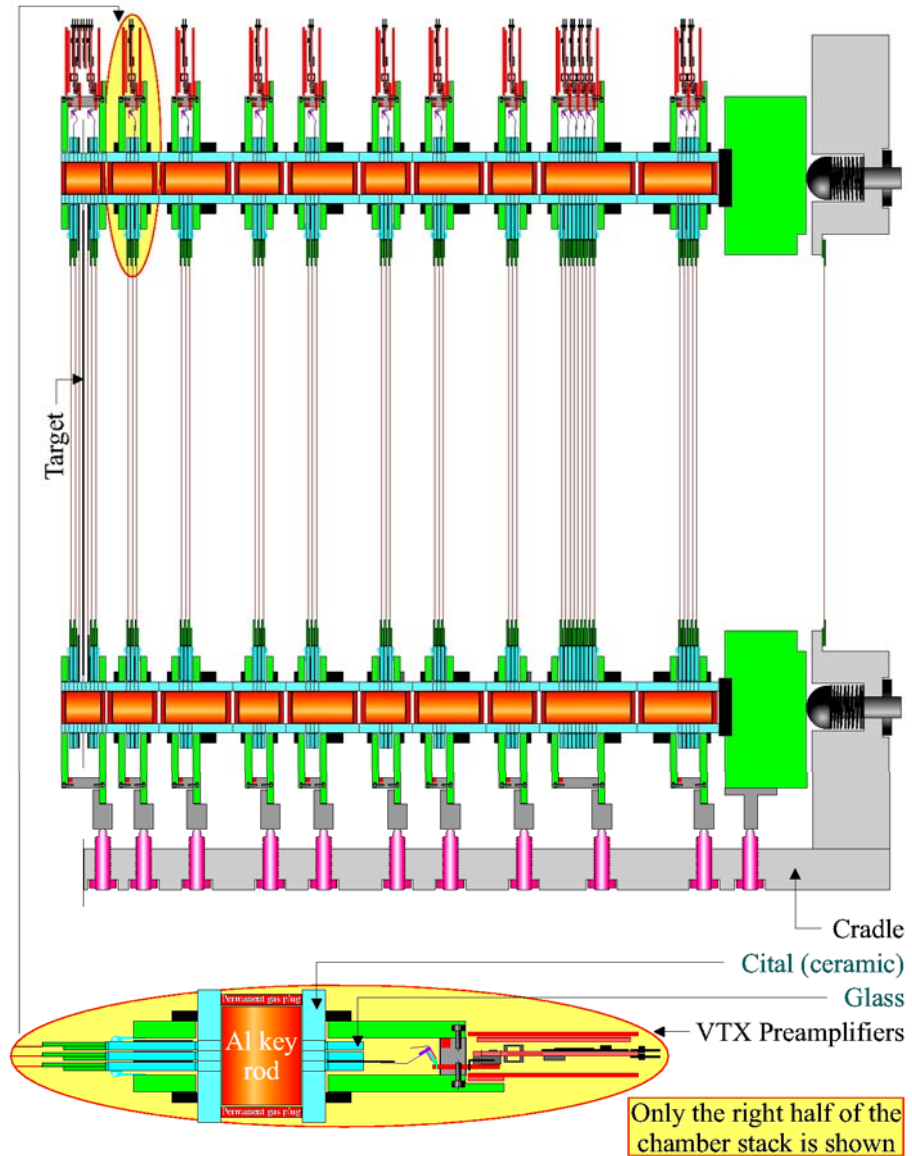 Target
Cradle
Cital (ceramic)
Glass
VTX Preamplifiers
Permanent gas plug
Al key
rod
Permanent gas plug
Only the right half of the
chamber stack is shown